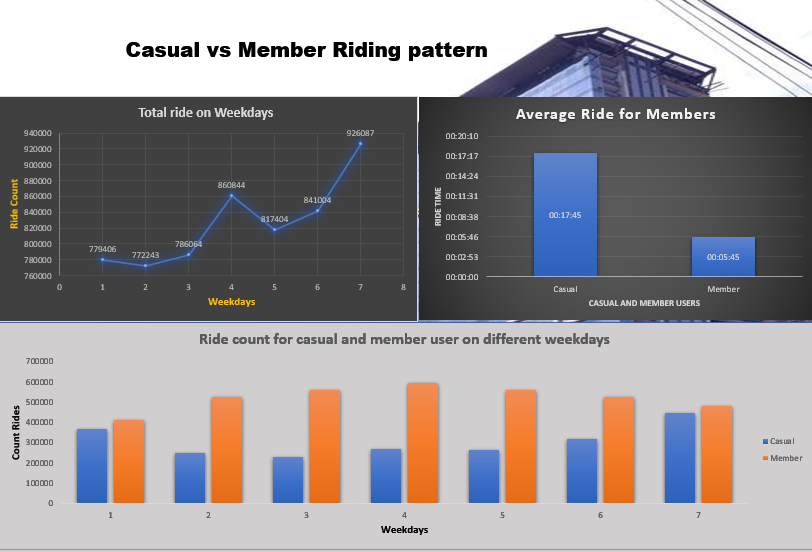 Casual vs Member Riding pattern
Total ride on Weekdays
940000
920000
900000
880000
860000
840000
820000
800000
780000
760000
Ride Count
779406
772243
786064
860844
817404
841004
926087
0 1 2 3 4 5 6 7 8
Weekdays
Average Ride for Members
00:20:10
00:17:17
00:14:24
00:11:31
00:08:38
00:05:46
00:02:53
00:00:00
RIDE TIME
00:17:45
00:05:45
Casual Member
CASUAL AND MEMBER USERS
Ride count for casual and member user on different weekdays
700000
600000
500000
400000
300000
200000
100000
0
Count Rides
1 2 3 4 5 6 7
Weekdays
Casual
Member